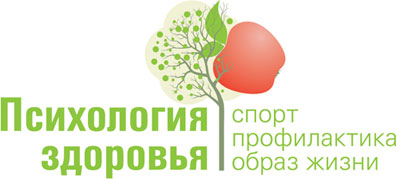 Психология
здоровья
спорт
профилактика
образ жизни